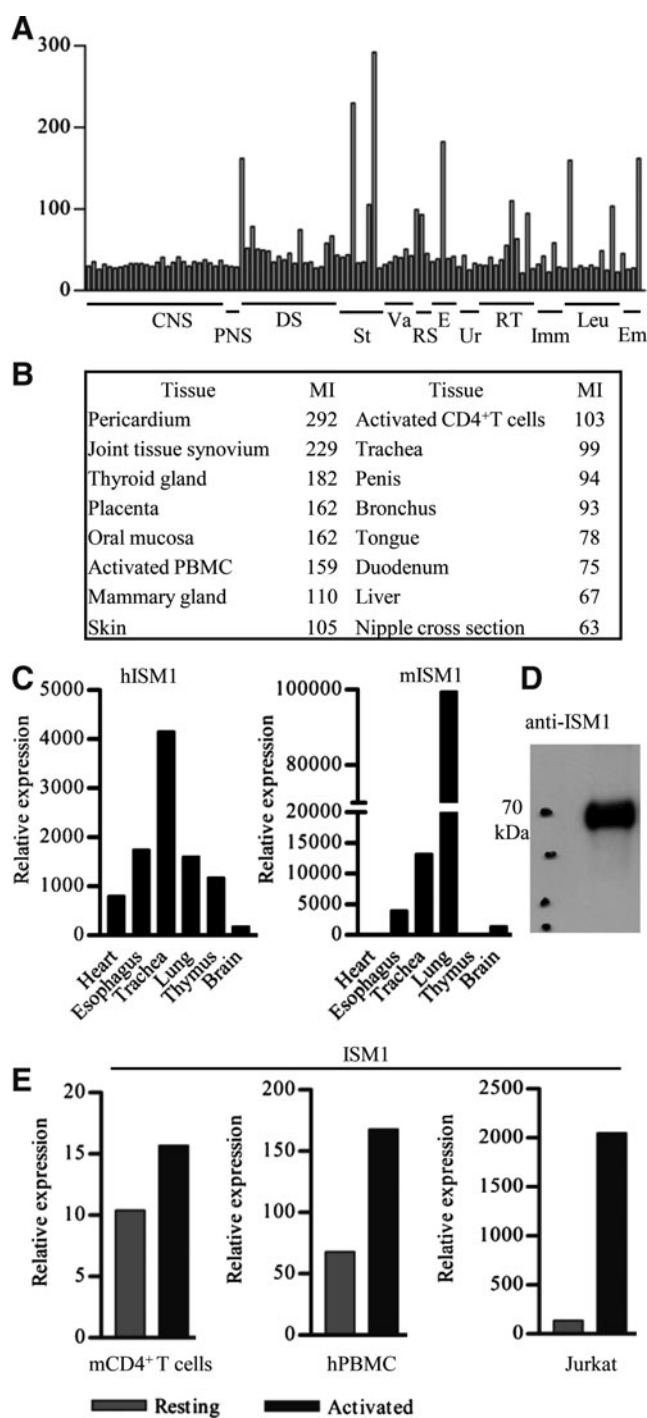 A
300
200
100
0
CNS
PNS
DS
St
Va
RS
E
Ur
RT
Imm
Leu
Em
B
Tissue MI Tissue MI
Pericardium 292 Activated CD4+T cells 103
Joint tissue synovium 229 Trachea 99
Thyroid gland 182 Penis 94
Placenta 162 Bronchus 93
Oral mucosa 162 Tongue 78
Activated PBMC 159 Duodenum 75
Mammary gland 110 Liver 67
Skin 105 Nipple cross section 63
C
hISM1
Relative expression
5000
4000
3000
2000
1000
0
Heart
Esophagus
Trachea
Lung
Thymus
Brain
mISM1
Relative expression
100000
80000
20000
15000
10000
5000
0
Heart
Esophagus
Trachea
Lung
Thymus
Brain
D
anti-ISM1
70
kDa
E
ISM1
Relative expression
20
15
10
5
0
mCD4+ T cells
Relative expression
200
150
100
50
0
hPBMC
Relative expression
2500
2000
1500
1000
500
0
Jurkat
Resting Activated